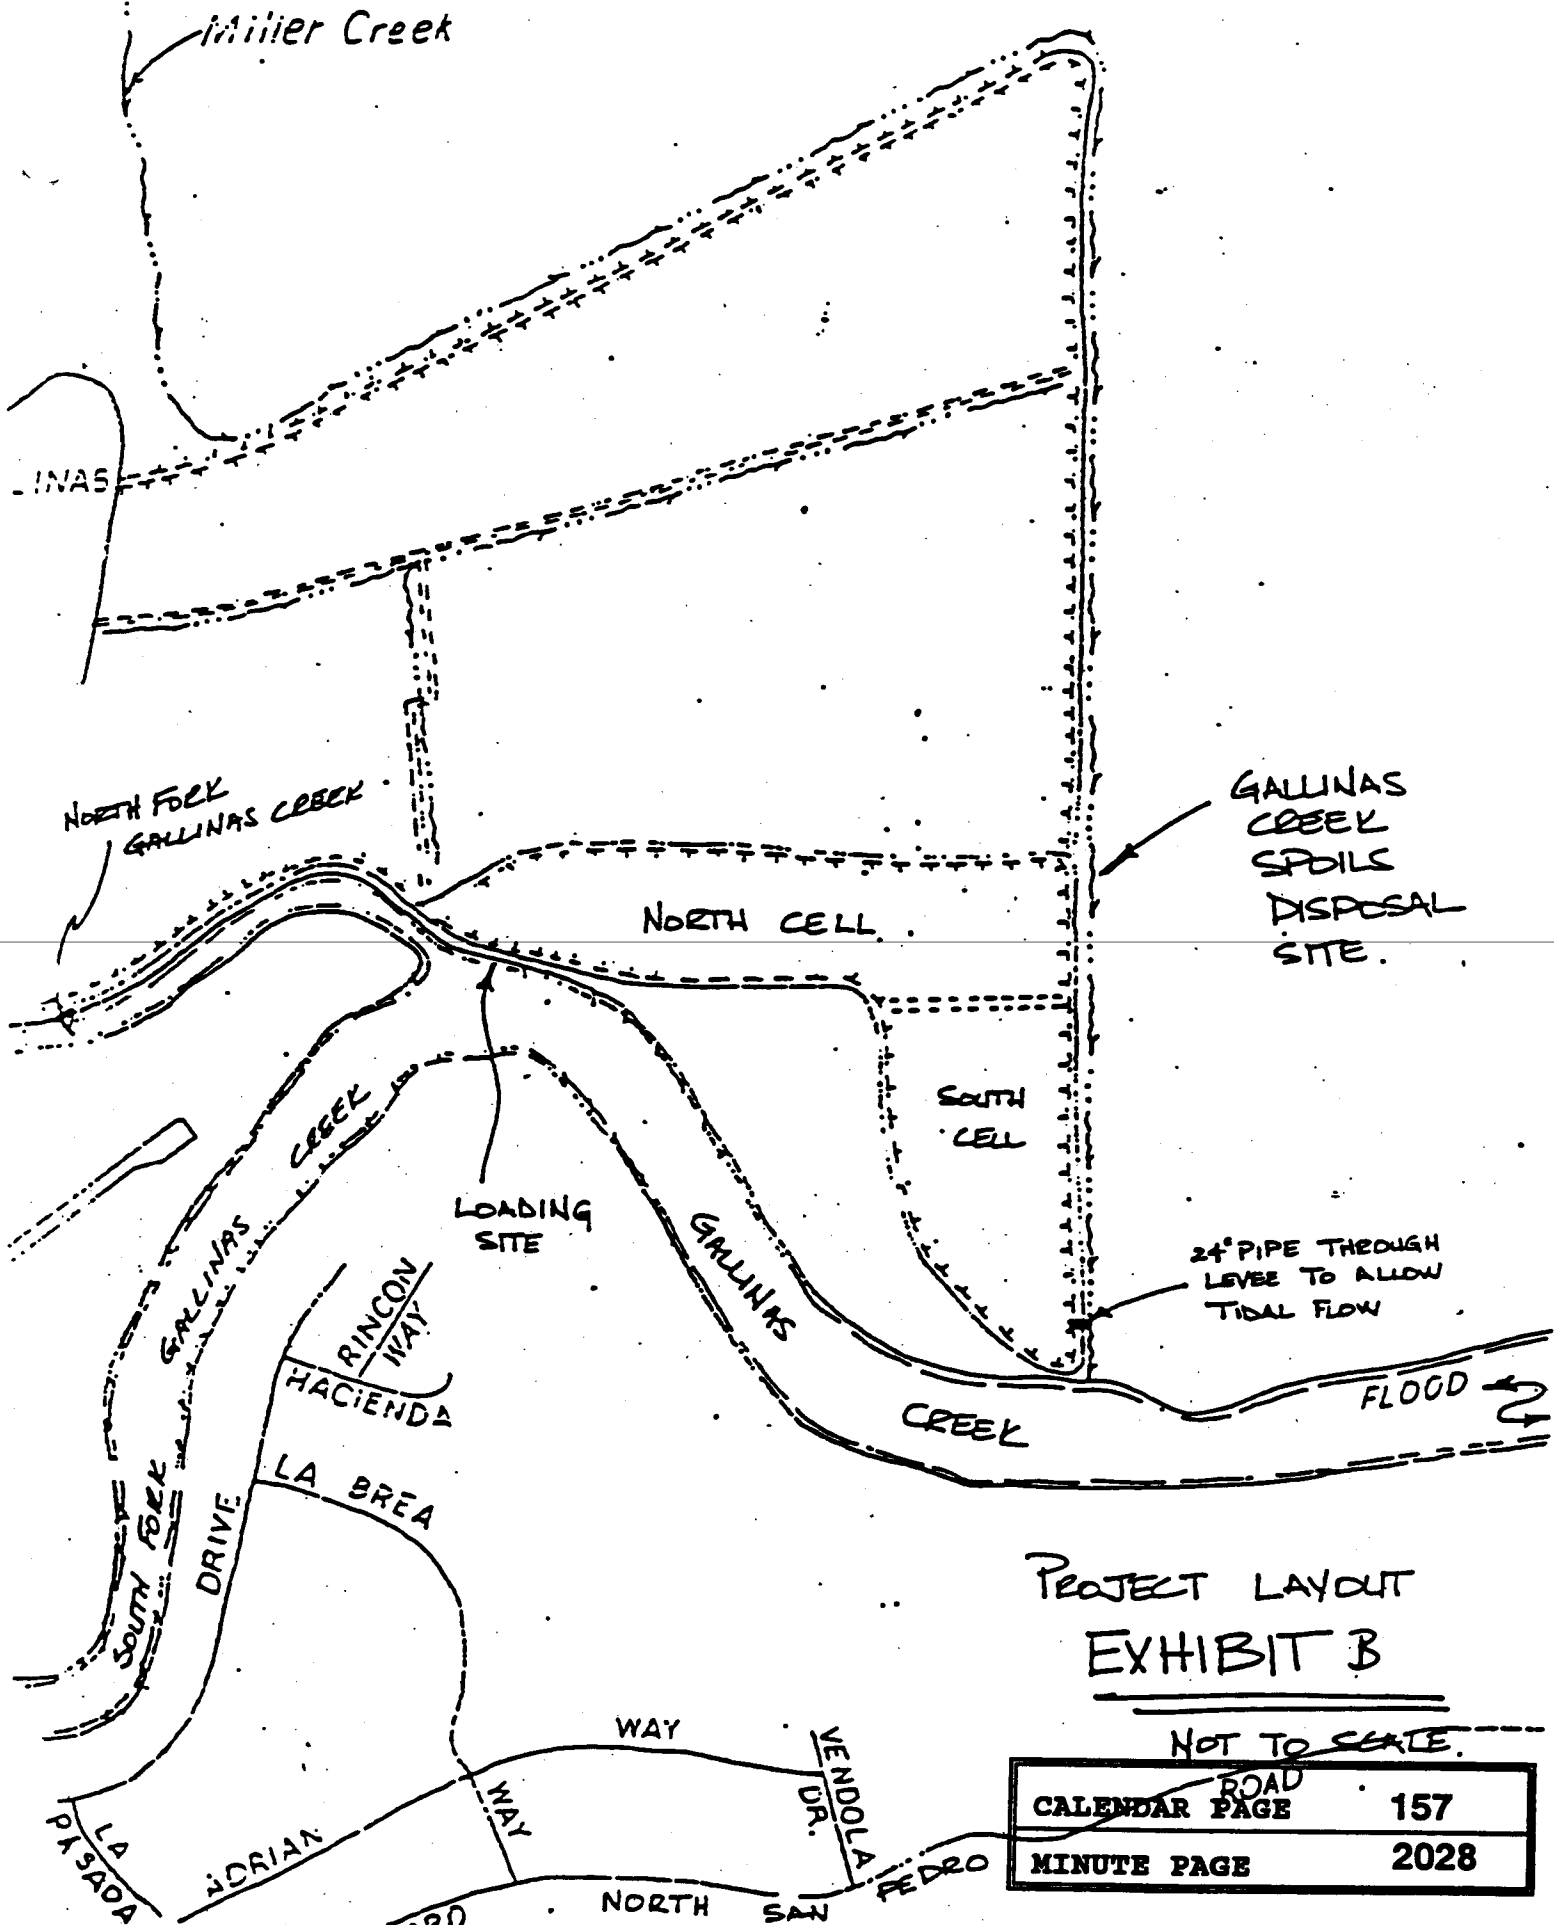 Miller Creek
INAS
NORTH FORK
GALLINAS CREEK
GALLINAS
CREEK
SPOILS
DISPOSAL
SITE.
NORTH CELL
SOUTH
CELL
LOADING
SITE
24" PIPE THROUGH
LEVEE TO ALLOW
TIDAL FLOW
SOUTH FORK GALLINAS CREEK
GALLINAS
CREEK
FLOOD
RINCON
WAY
HACIENDA
LA BREA
DRIVE
WAY
WAY
VENDOLA
DR.
LA
PASADA
ADRIAN
NORTH SAN PEDRO
ROAD
PROJECT LAYOUT
EXHIBIT B
NOT TO SCALE.
CALENDAR PAGE 157
MINUTE PAGE 2028